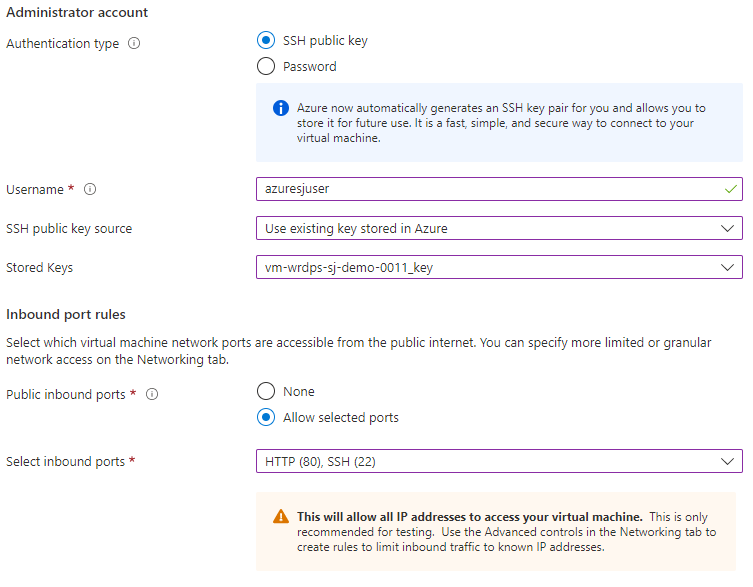 Administrator account
Authentication type
SSH public key
Password
Azure now automatically generates an SSH key pair for you and allows you to
store it for future use. It is a fast, simple, and secure way to connect to your
virtual machine.
Username *
azuresjuser
SSH public key source
Use existing key stored in Azure
Stored Keys
vm-wrdps-sj-demo-0011_key
Inbound port rules
Select which virtual machine network ports are accessible from the public internet. You can specify more limited or granular
network access on the Networking tab.
Public inbound ports *
None
Allow selected ports
Select inbound ports *
HTTP (80), SSH (22)
This will allow all IP addresses to access your virtual machine. This is only
recommended for testing. Use the Advanced controls in the Networking tab to
create rules to limit inbound traffic to known IP addresses.